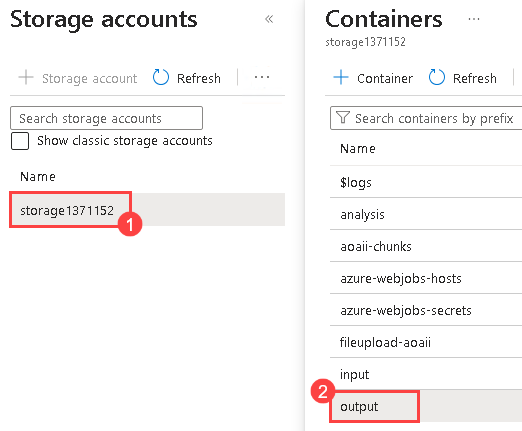 Storage accounts
Storage account
Refresh
Search storage accounts
Show classic storage accounts
Name
storage1371152
1
Containers
storage1371152
Container
Refresh
Search containers by prefix
Name
$logs
analysis
aoaii-chunks
azure-webjobs-hosts
azure-webjobs-secrets
fileupload-aoaii
input
2
output